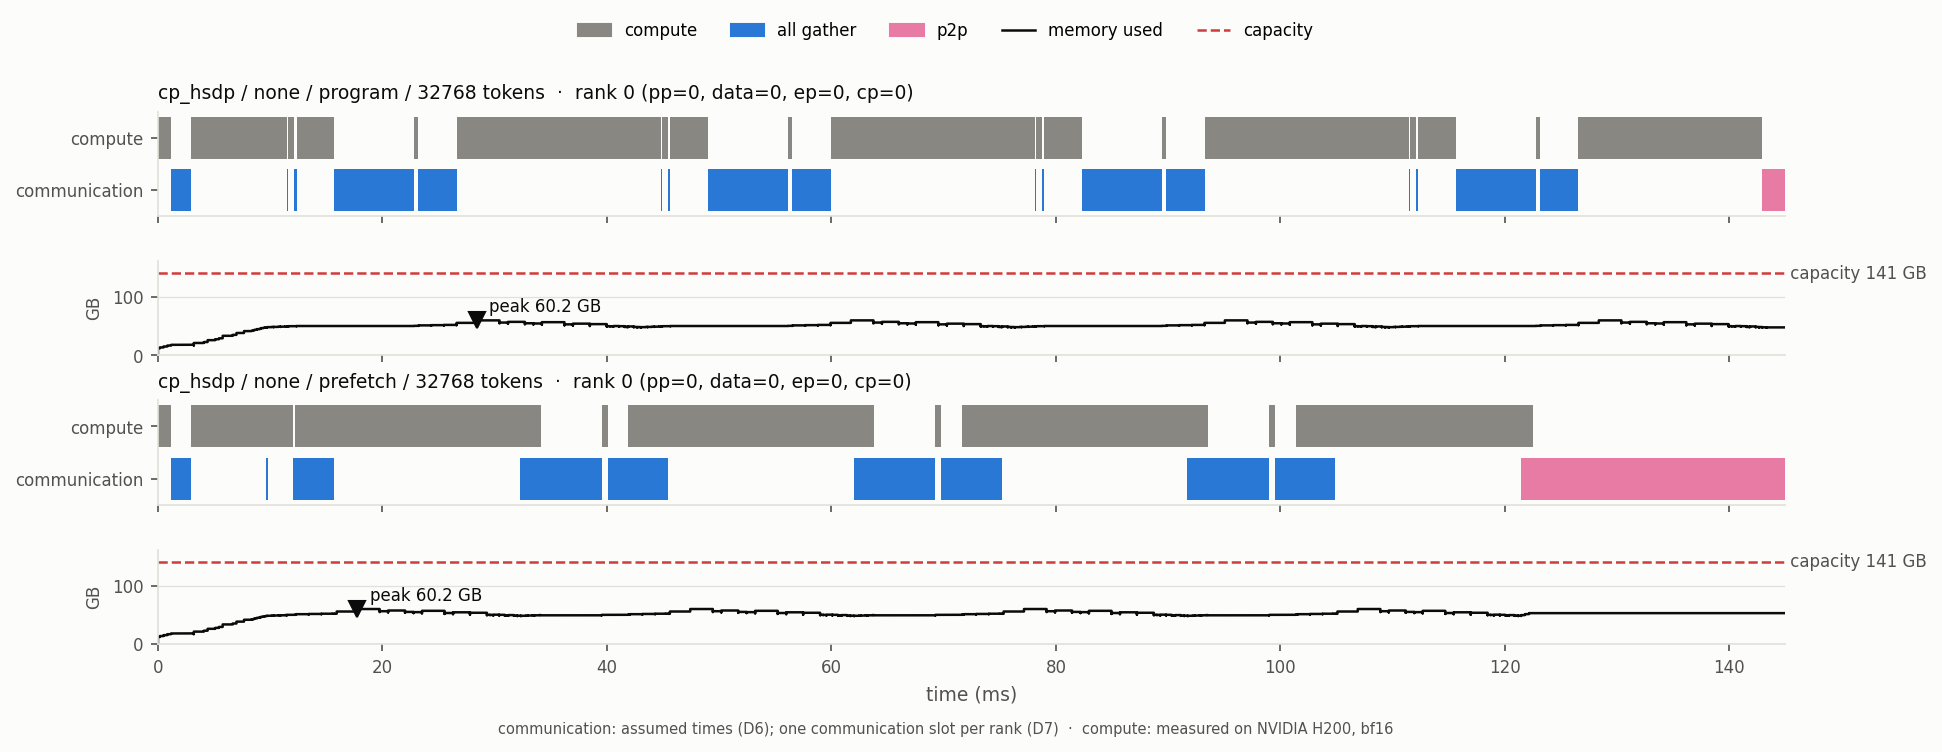 compute all gather p2p memory used capacity
cp_hsdp / none / program / 32768 tokens · rank 0 (pp=0, data=0, ep=0, cp=0)
compute
communication
capacity 141 GB
peak 60.2 GB
GB
100
0
cp_hsdp / none / prefetch / 32768 tokens · rank 0 (pp=0, data=0, ep=0, cp=0)
compute
communication
capacity 141 GB
peak 60.2 GB
GB
100
0
0 20 40 60 80 100 120 140
time (ms)
communication: assumed times (D6); one communication slot per rank (D7) · compute: measured on NVIDIA H200, bf16